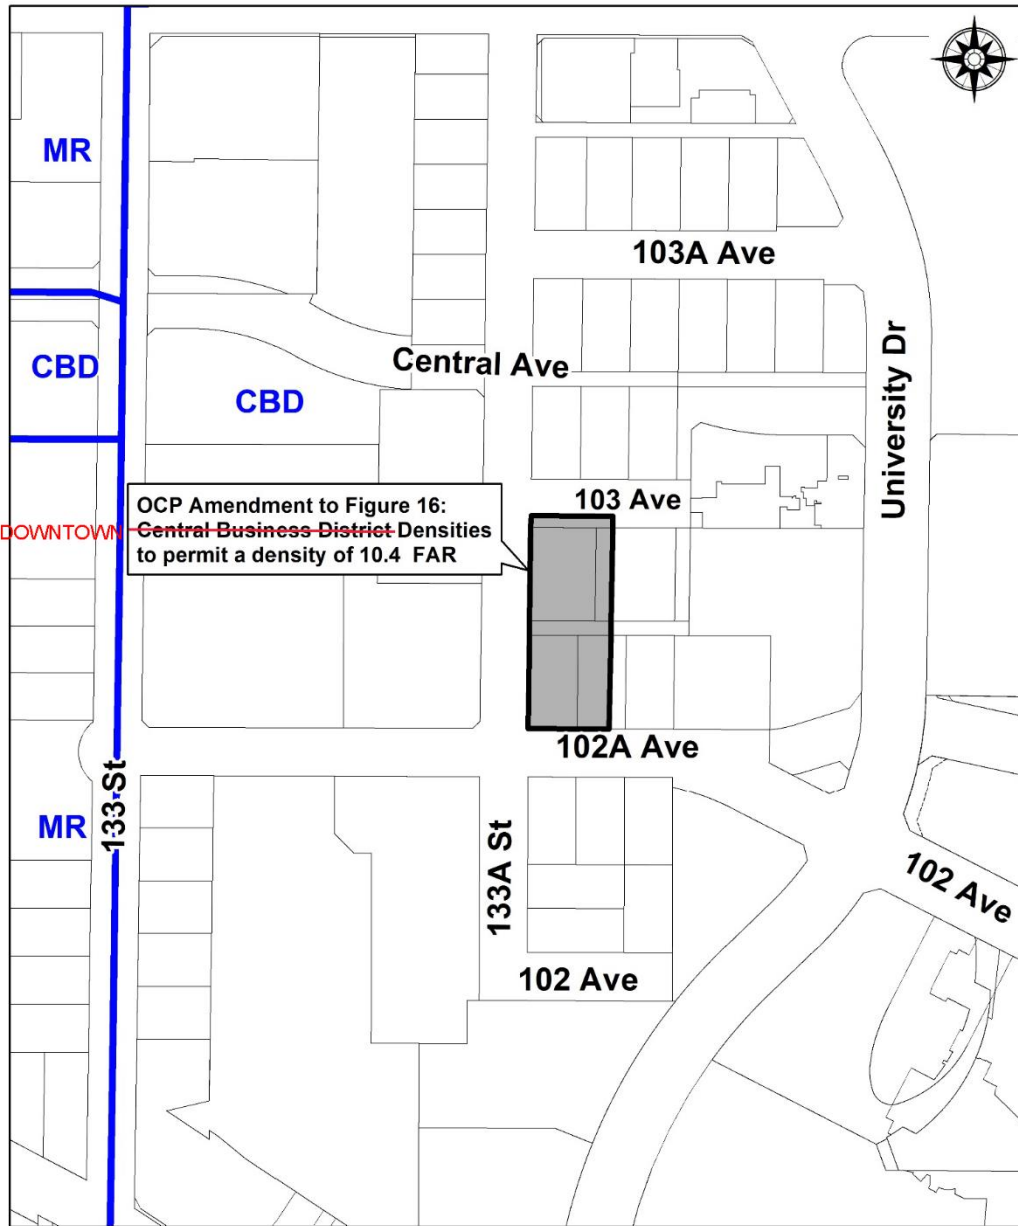 MR
103A Ave
Central Ave
CBD
CBD
University Dr
OCP Amendment to Figure 16:
DOWNTOWN Central Business District Densities
to permit a density of 10.4 FAR
103 Ave
102A Ave
133 St
MR
133A St
102 Ave
102 Ave